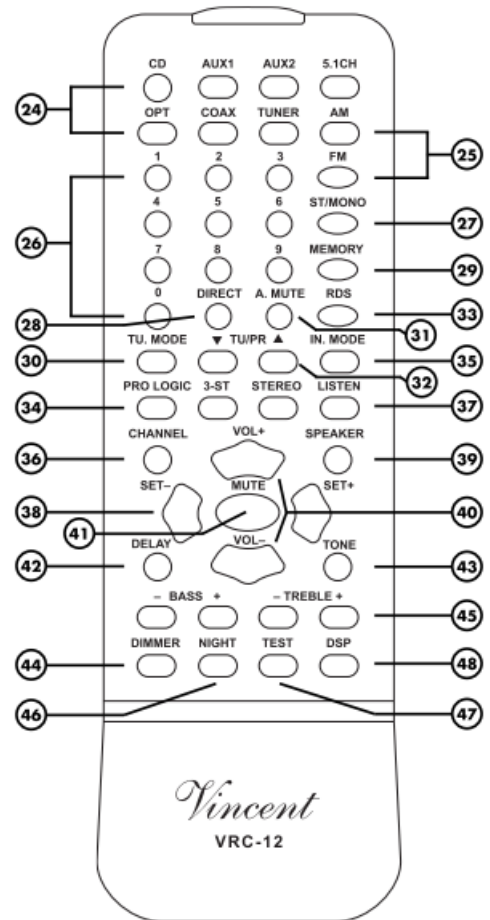 CD AUX1 AUX2 5.1CH
24
OPT COAX TUNER AM
25
1 2 3 FM
4 5 6 ST/MONO
27
26
7 8 9 MEMORY
29
0 DIRECT A. MUTE RDS
28 31 33
TU. MODE ▼ TU/PR ▲ IN. MODE
30 35
32
PRO LOGIC 3-ST STEREO LISTEN
34 37
CHANNEL VOL+ SPEAKER
36 39
SET– MUTE SET+
38 40
41
DELAY VOL– TONE
42 43
– BASS + – TREBLE +
45
DIMMER NIGHT TEST DSP
44 48
46 47
Vincent
VRC-12